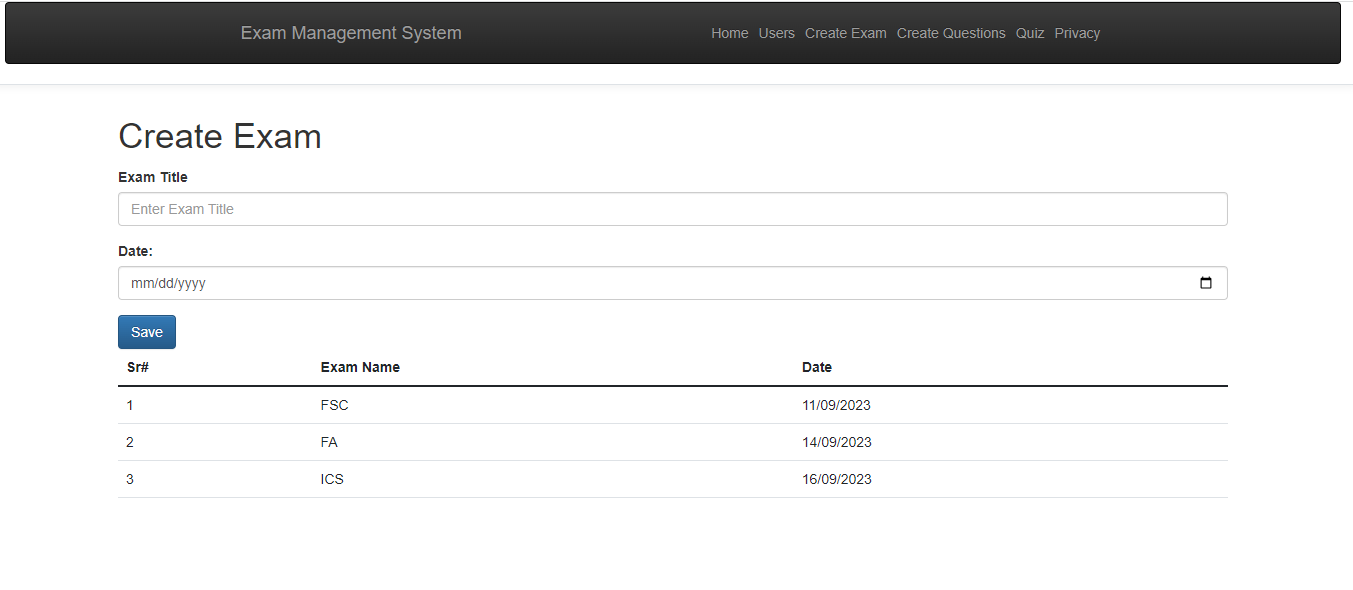 Exam Management System Home Users Create Exam Create Questions Quiz Privacy
Create Exam
Exam Title
Enter Exam Title
Date:
mm/dd/yyyy
Save
Sr# Exam Name Date
1 FSC 11/09/2023
2 FA 14/09/2023
3 ICS 16/09/2023